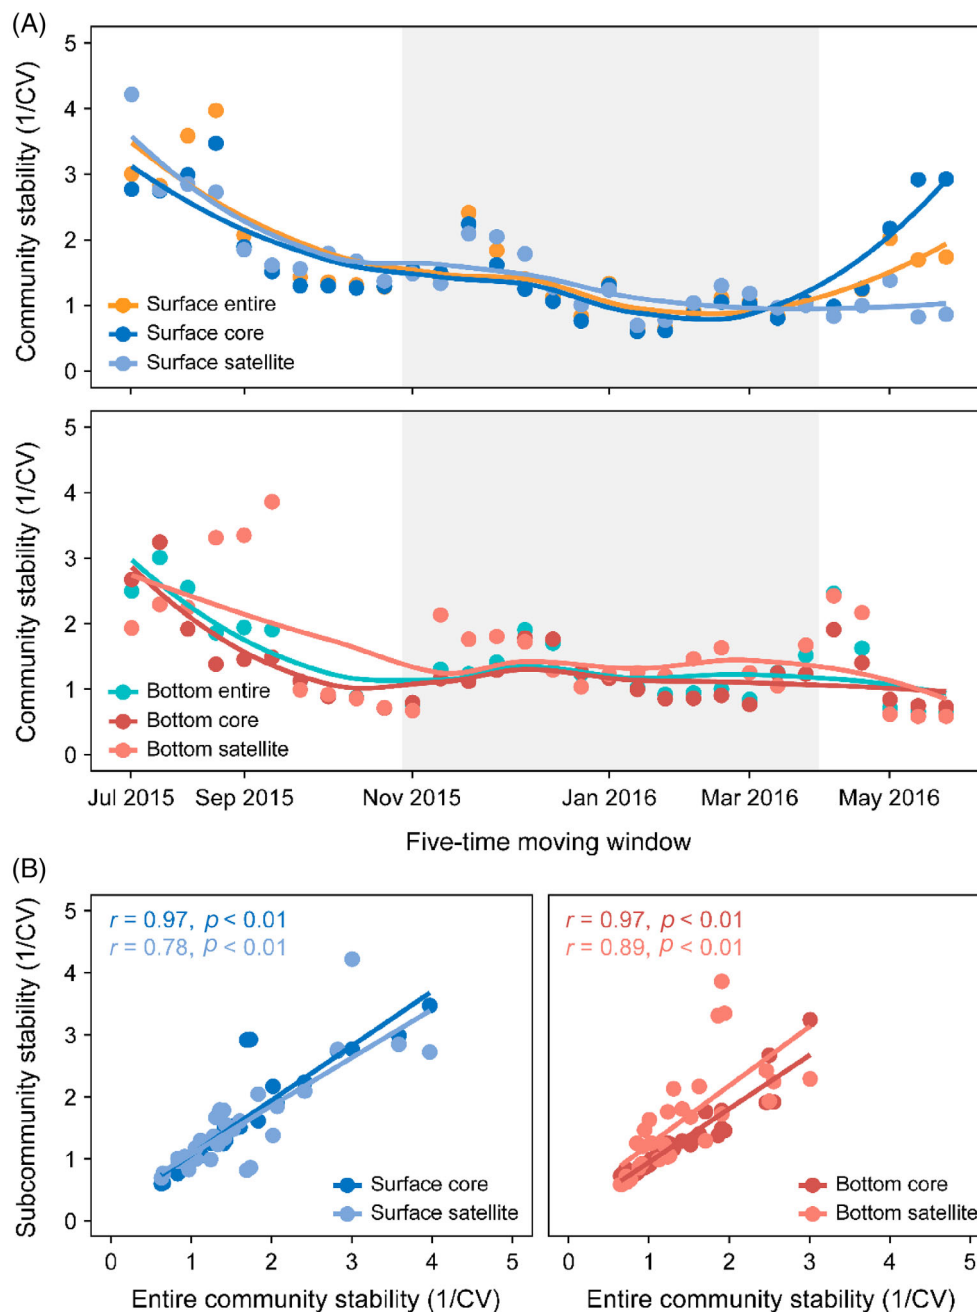 (A)
Community stability (1/CV)
5
4
3
2
1
0
Surface entire
Surface core
Surface satellite
Community stability (1/CV)
5
4
3
2
1
0
Bottom entire
Bottom core
Bottom satellite
Jul 2015 Sep 2015 Nov 2015 Jan 2016 Mar 2016 May 2016
Five-time moving window
(B)
Subcommunity stability (1/CV)
5
4
3
2
1
0
r = 0.97, p < 0.01
r = 0.78, p < 0.01
Surface core
Surface satellite
0 1 2 3 4 5
Entire community stability (1/CV)
r = 0.97, p < 0.01
r = 0.89, p < 0.01
Bottom core
Bottom satellite
0 1 2 3 4 5
Entire community stability (1/CV)